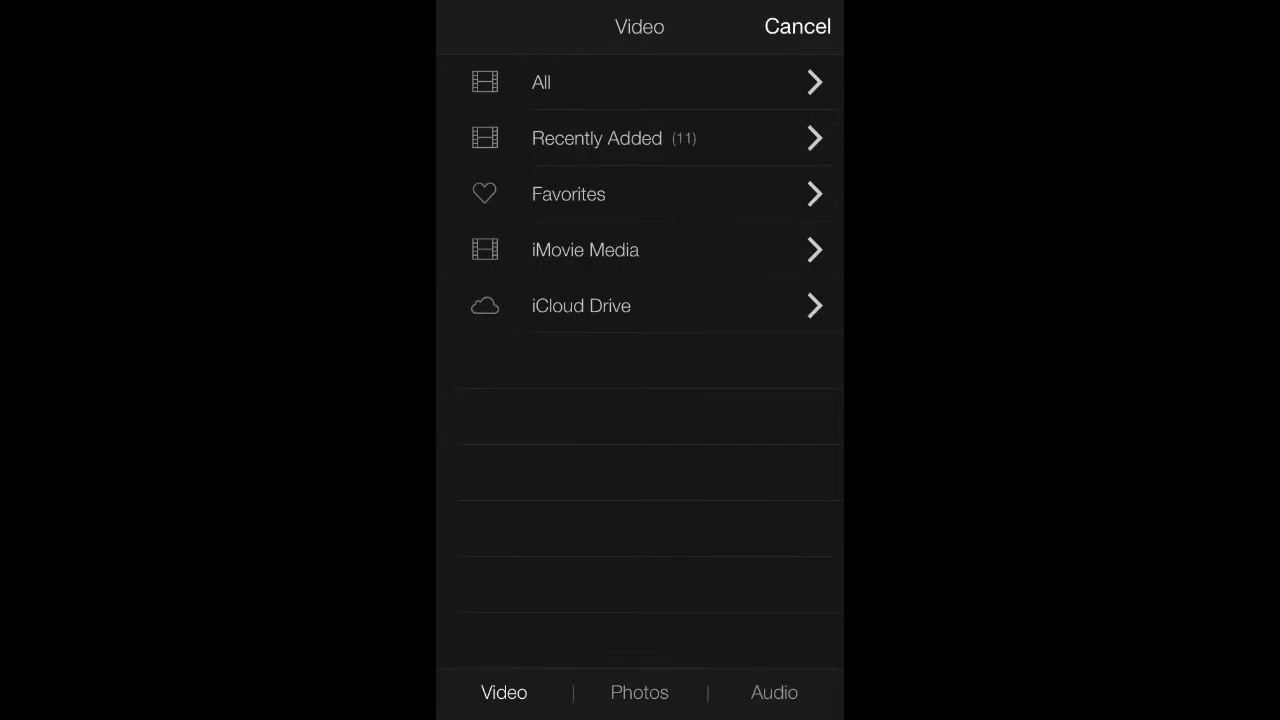 Video Cancel
All
Recently Added (11)
Favorites
iMovie Media
iCloud Drive
Video | Photos | Audio